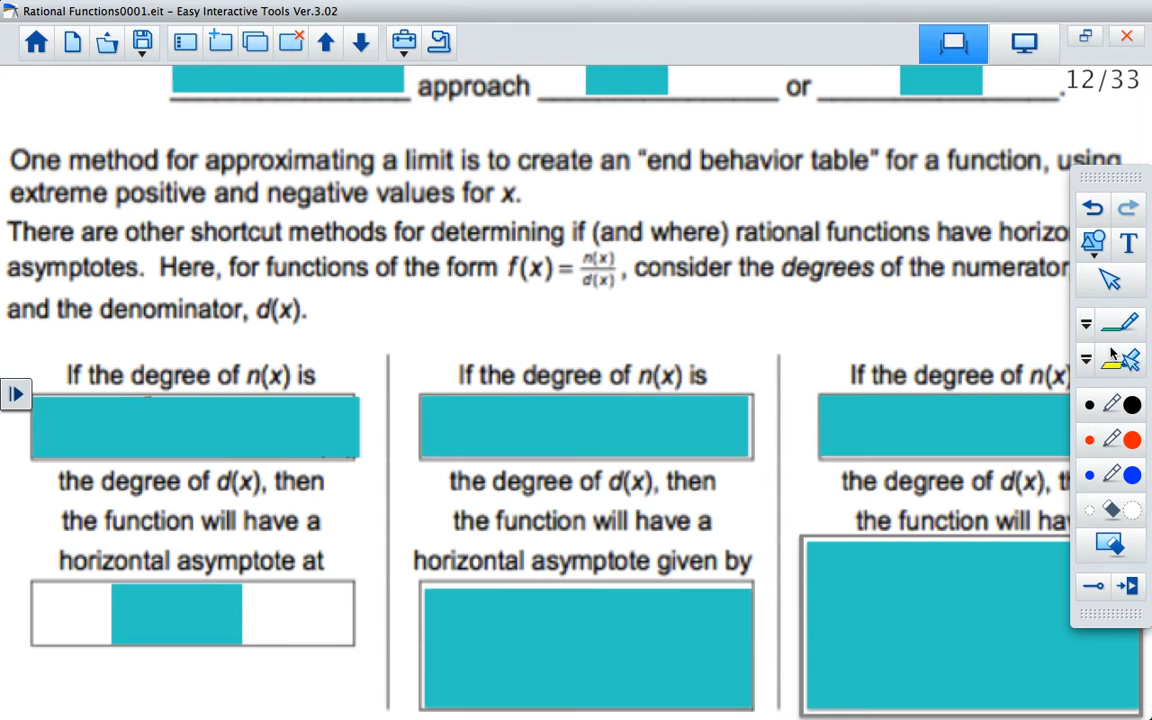 Rational Functions0001.eit - Easy Interactive Tools Ver.3.02
approach or .
12/33
One method for approximating a limit is to create an “end behavior table” for a function, using
extreme positive and negative values for x.
There are other shortcut methods for determining if (and where) rational functions have horizo
asymptotes. Here, for functions of the form f(x) = n(x)/d(x), consider the degrees of the numerator,
and the denominator, d(x).
If the degree of n(x) is
the degree of d(x), then
the function will have a
horizontal asymptote at
If the degree of n(x) is
the degree of d(x), then
the function will have a
horizontal asymptote given by
If the degree of n(x)
the degree of d(x), th
the function will hav
T